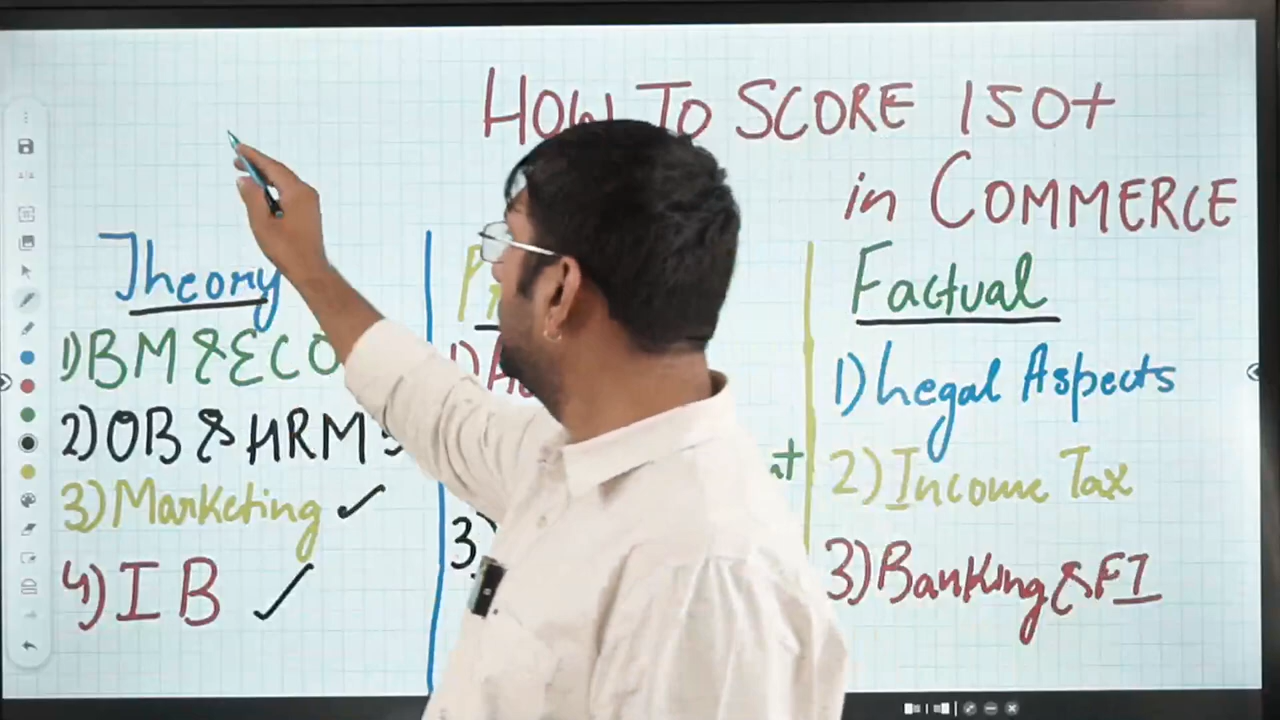 HOW TO SCORE 150+
in COMMERCE
Theory
1) BM & ECO
2) OB & HRM
3) Marketing ✓
4) IB ✓
3)
Factual
1) Legal Aspects
2) Income Tax
3) Banking & FI